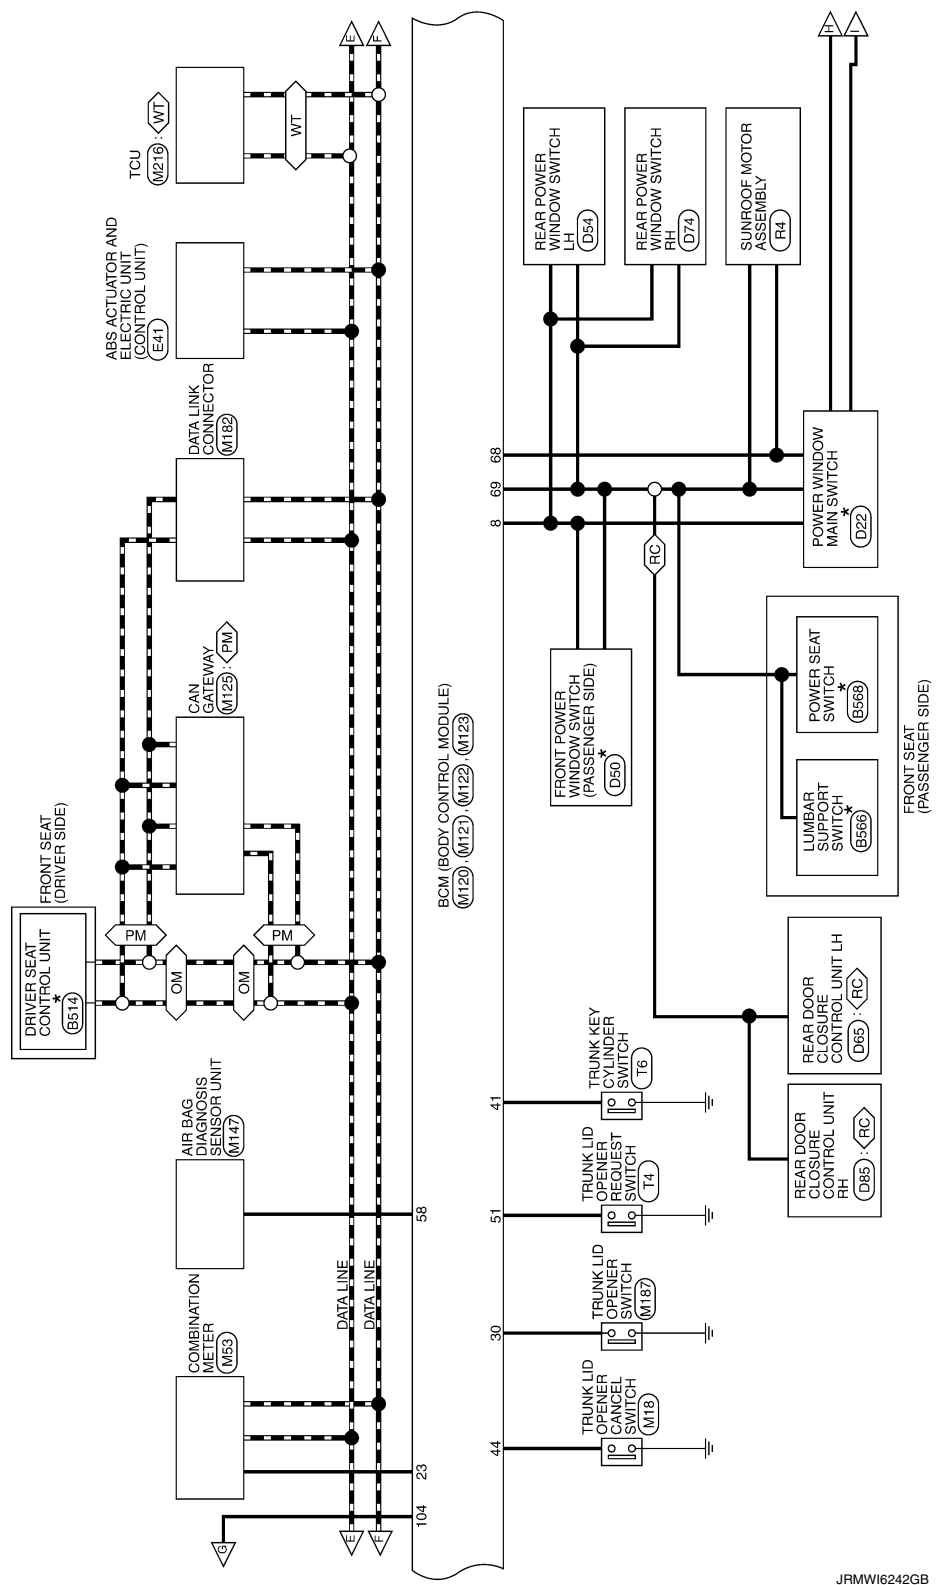 G
104
23
COMBINATION
METER
M53
E
F
DATA LINE
DATA LINE
AIR BAG
DIAGNOSIS
SENSOR UNIT
M147
58
FRONT SEAT
(DRIVER SIDE)
DRIVER SEAT
CONTROL UNIT
*
B514
PM
OM
OM
PM
CAN
GATEWAY
M125 : PM
DATA LINK
CONNECTOR
M182
ABS ACTUATOR AND
ELECTRIC UNIT
(CONTROL UNIT)
E41
TCU
M216 : WT
WT
E
F
BCM (BODY CONTROL MODULE)
M120 , M121 , M122 , M123
44
TRUNK LID
OPENER
CANCEL
SWITCH
M18
30
TRUNK LID
OPENER
SWITCH
M187
51
TRUNK LID
OPENER
REQUEST
SWITCH
T4
41
TRUNK KEY
CYLINDER
SWITCH
T6
8
69
68
RC
FRONT POWER
WINDOW SWITCH
(PASSENGER SIDE)
*
D50
REAR POWER
WINDOW SWITCH
LH
D54
REAR POWER
WINDOW SWITCH
RH
D74
SUNROOF MOTOR
ASSEMBLY
R4
POWER WINDOW
MAIN SWITCH
*
D22
H
I
REAR DOOR
CLOSURE
CONTROL UNIT
RH
D85 : RC
REAR DOOR
CLOSURE
CONTROL UNIT LH
D65 : RC
LUMBAR
SUPPORT
SWITCH
*
B566
POWER SEAT
SWITCH
*
B568
FRONT SEAT
(PASSENGER SIDE)
JRMWI6242GB